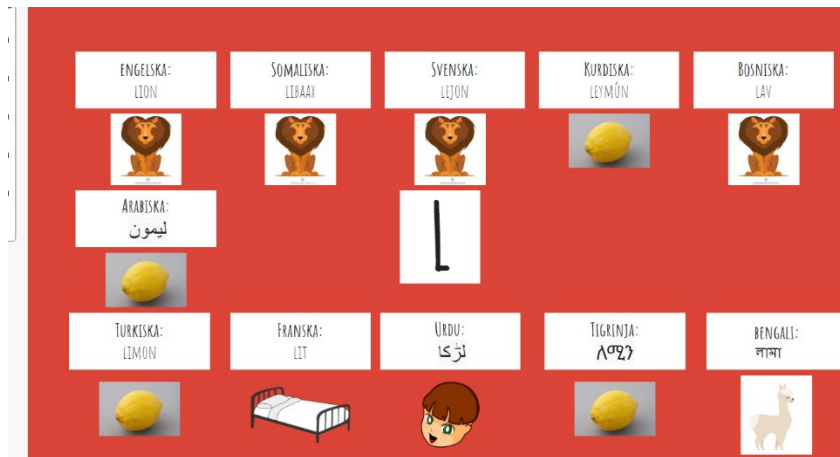 ENGELSKA:
LION
SOMALISKA:
LIBAAX
SVENSKA:
LEJON
KURDISKA:
LEYMÛN
BOSNISKA:
LAV
ARABISKA:
ليمون
L
TURKISKA:
LIMON
FRANSKA:
LIT
URDU:
لڑکا
TIGRINJA:
ለሚን
BENGALI:
লামা